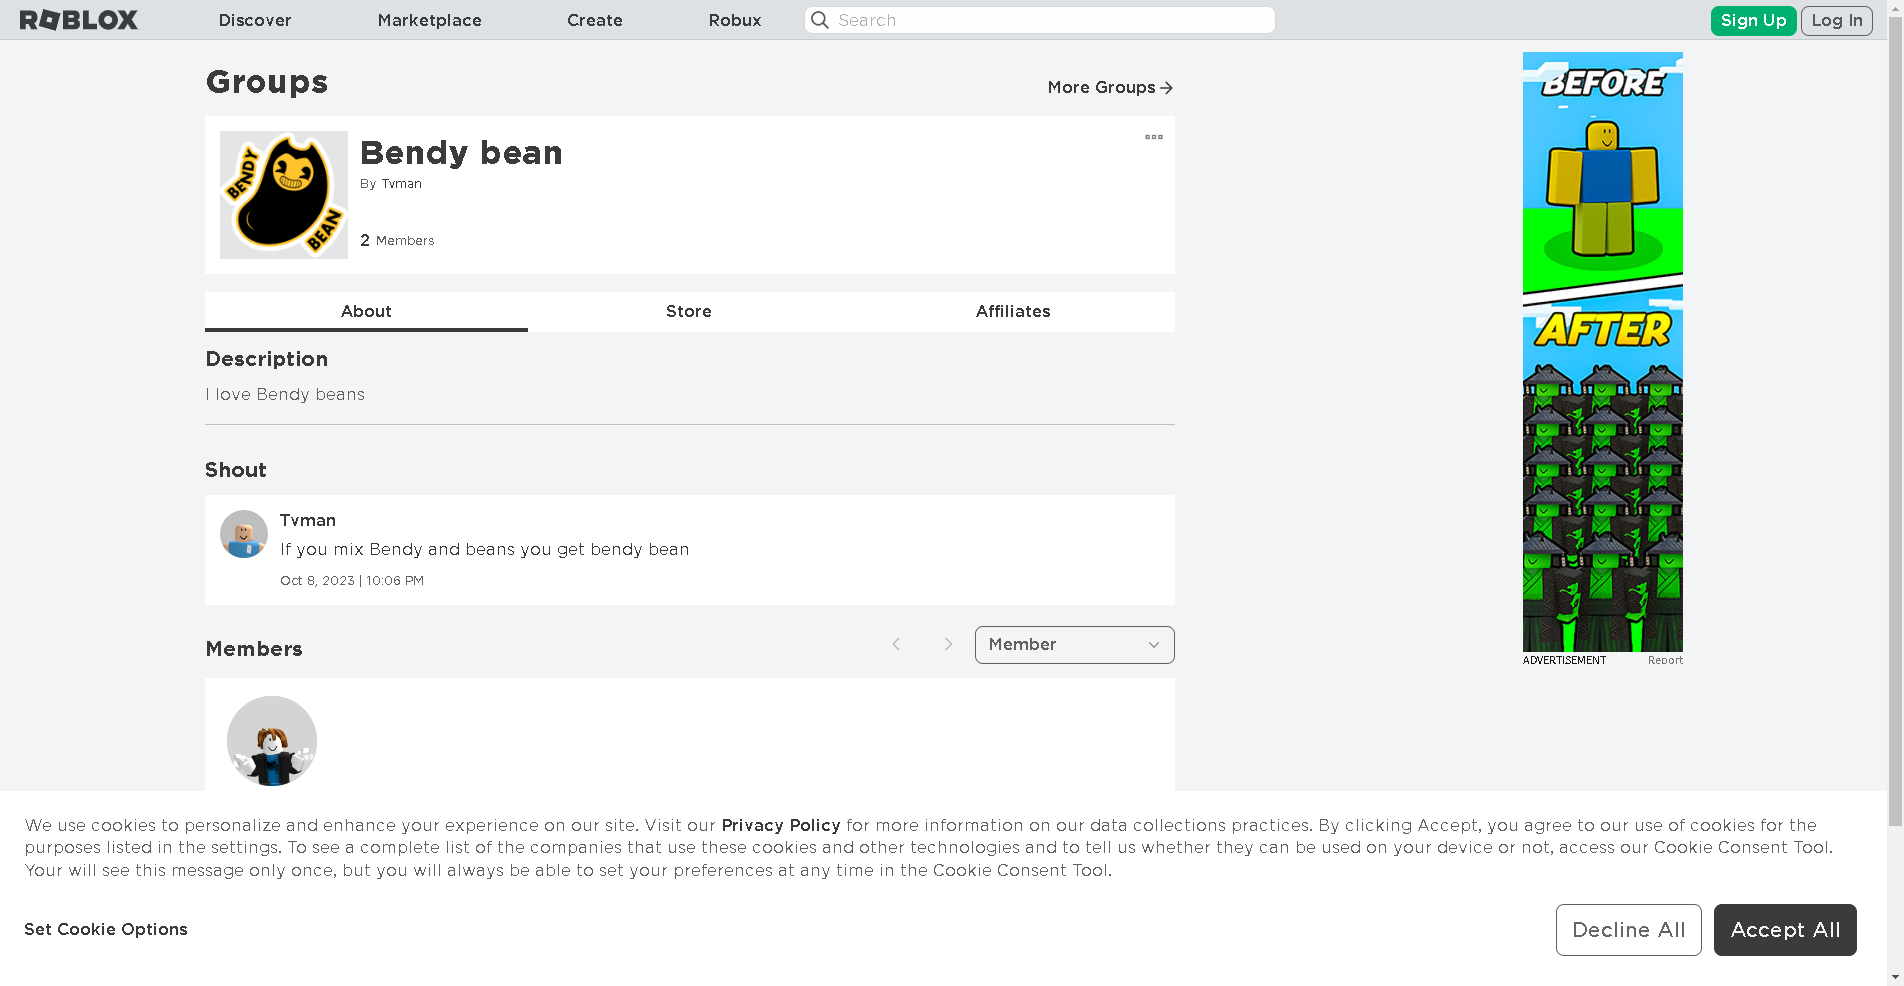 ROBLOX
Discover
Marketplace
Create
Robux
Search
Sign Up
Log In
Groups
More Groups
BENDY
BEAN
Bendy bean
By Tvman
2 Members
About
Store
Affiliates
Description
I love Bendy beans
Shout
Tvman
If you mix Bendy and beans you get bendy bean
Oct 8, 2023 | 10:06 PM
Members
Member
BEFORE
AFTER
ADVERTISEMENT
Report
We use cookies to personalize and enhance your experience on our site. Visit our Privacy Policy for more information on our data collections practices. By clicking Accept, you agree to our use of cookies for the
purposes listed in the settings. To see a complete list of the companies that use these cookies and other technologies and to tell us whether they can be used on your device or not, access our Cookie Consent Tool.
Your will see this message only once, but you will always be able to set your preferences at any time in the Cookie Consent Tool.
Set Cookie Options
Decline All
Accept All